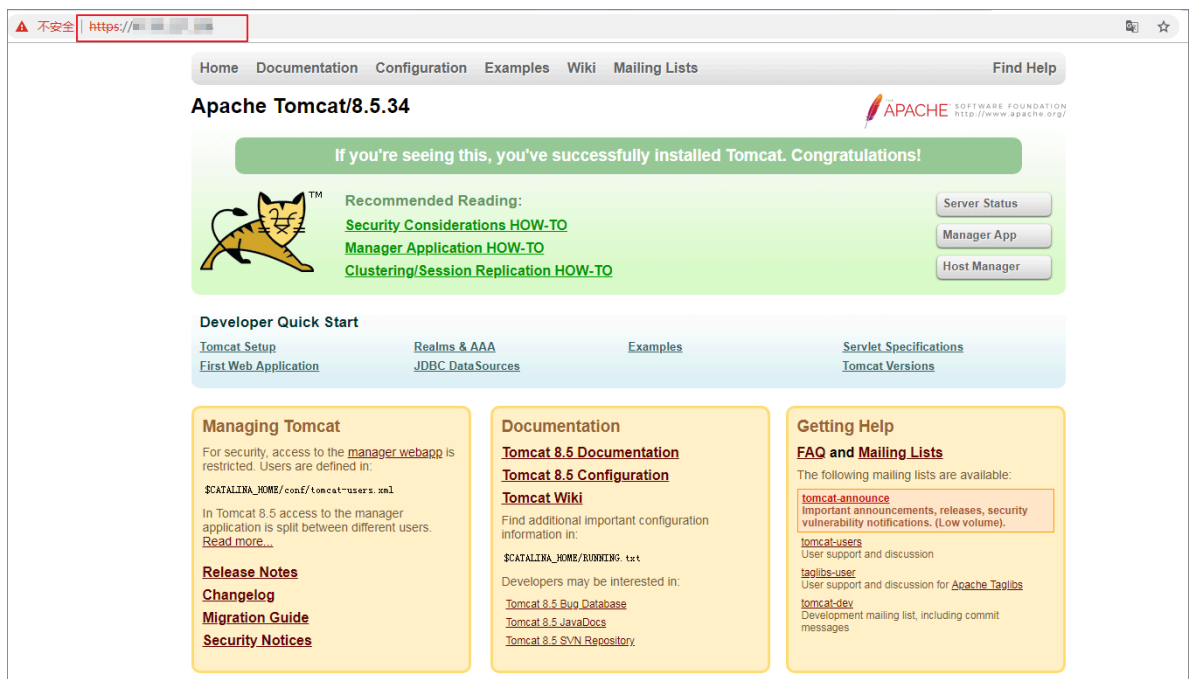 不安全 https://
Home Documentation Configuration Examples Wiki Mailing Lists Find Help
Apache Tomcat/8.5.34
THE
APACHE SOFTWARE FOUNDATION
http://www.apache.org/
If you're seeing this, you've successfully installed Tomcat. Congratulations!
TM
Recommended Reading:
Security Considerations HOW-TO
Manager Application HOW-TO
Clustering/Session Replication HOW-TO
Server Status
Manager App
Host Manager
Developer Quick Start
Tomcat Setup
First Web Application
Realms & AAA
JDBC DataSources
Examples
Servlet Specifications
Tomcat Versions
Managing Tomcat
For security, access to the manager webapp is
restricted. Users are defined in:
$CATALINA_HOME/conf/tomcat-users.xml
In Tomcat 8.5 access to the manager
application is split between different users.
Read more...
Release Notes
Changelog
Migration Guide
Security Notices
Documentation
Tomcat 8.5 Documentation
Tomcat 8.5 Configuration
Tomcat Wiki
Find additional important configuration
information in:
$CATALINA_HOME/RUNNING.txt
Developers may be interested in:
Tomcat 8.5 Bug Database
Tomcat 8.5 JavaDocs
Tomcat 8.5 SVN Repository
Getting Help
FAQ and Mailing Lists
The following mailing lists are available:
tomcat-announce
Important announcements, releases, security
vulnerability notifications. (Low volume).
tomcat-users
User support and discussion
taglibs-user
User support and discussion for Apache Taglibs
tomcat-dev
Development mailing list, including commit
messages